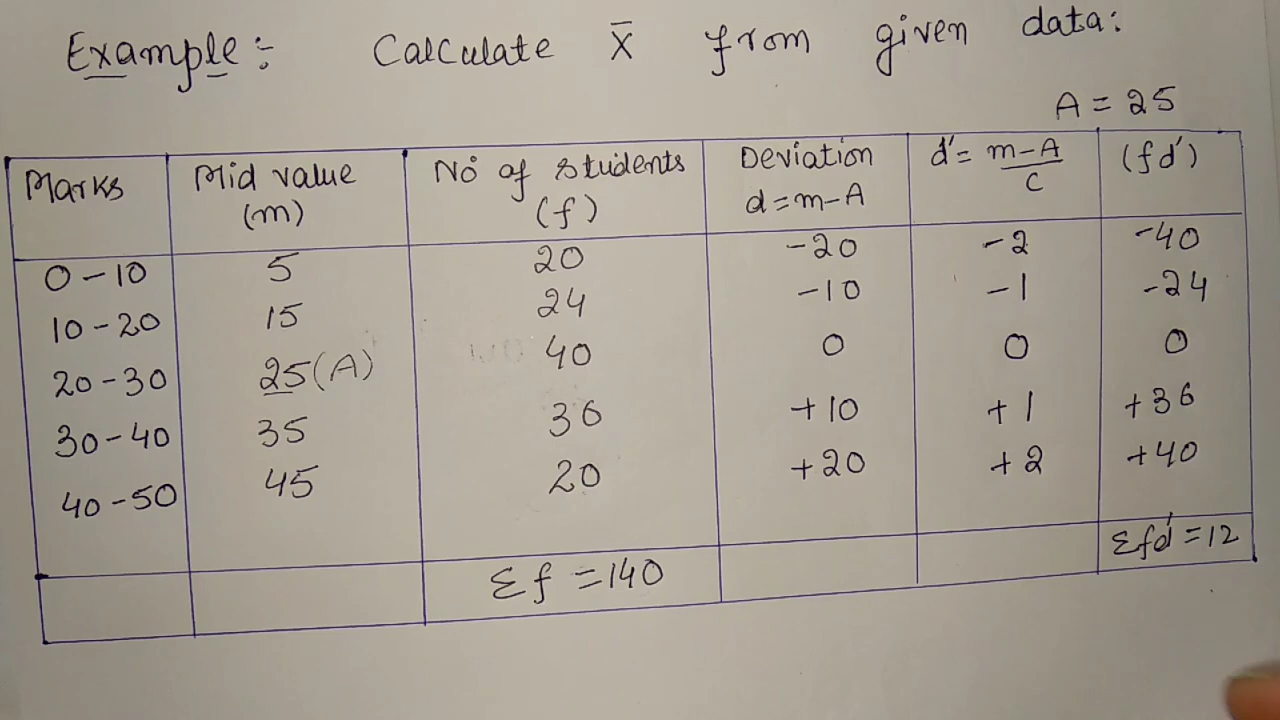 Example:- Calculate x̄ from given data:
A = 25
Marks | Mid value (m) | No of students (f) | Deviation d = m-A | d' = m-A/C | (fd')
0-10 | 5 | 20 | -20 | -2 | -40
10-20 | 15 | 24 | -10 | -1 | -24
20-30 | 25(A) | 40 | 0 | 0 | 0
30-40 | 35 | 36 | +10 | +1 | +36
40-50 | 45 | 20 | +20 | +2 | +40
Σfd' = 12
Σf = 140